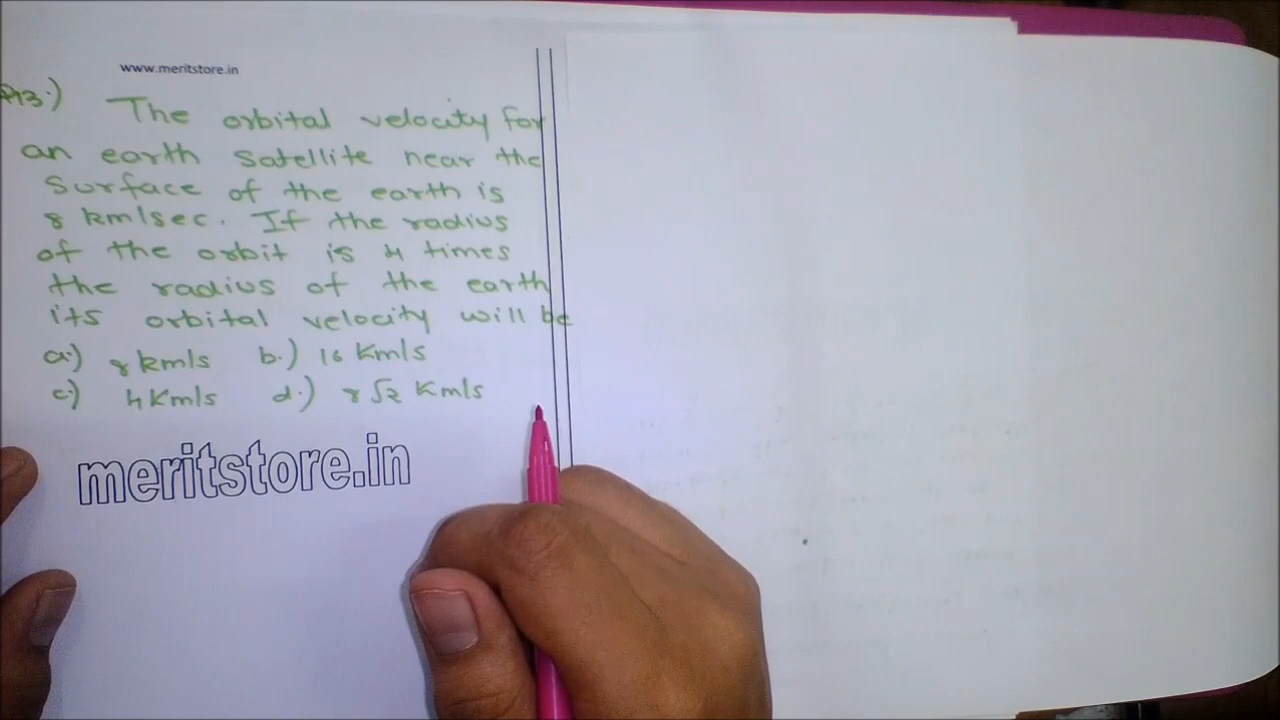 www.meritstore.in
The orbital velocity for
an earth satellite near the
surface of the earth is
8 km/sec. If the radius
of the orbit is 4 times
the radius of the earth
its orbital velocity will be
a.) 8 km/s b.) 16 Km/s
c.) 4 Km/s d.) 8√2 Km/s
meritstore.in